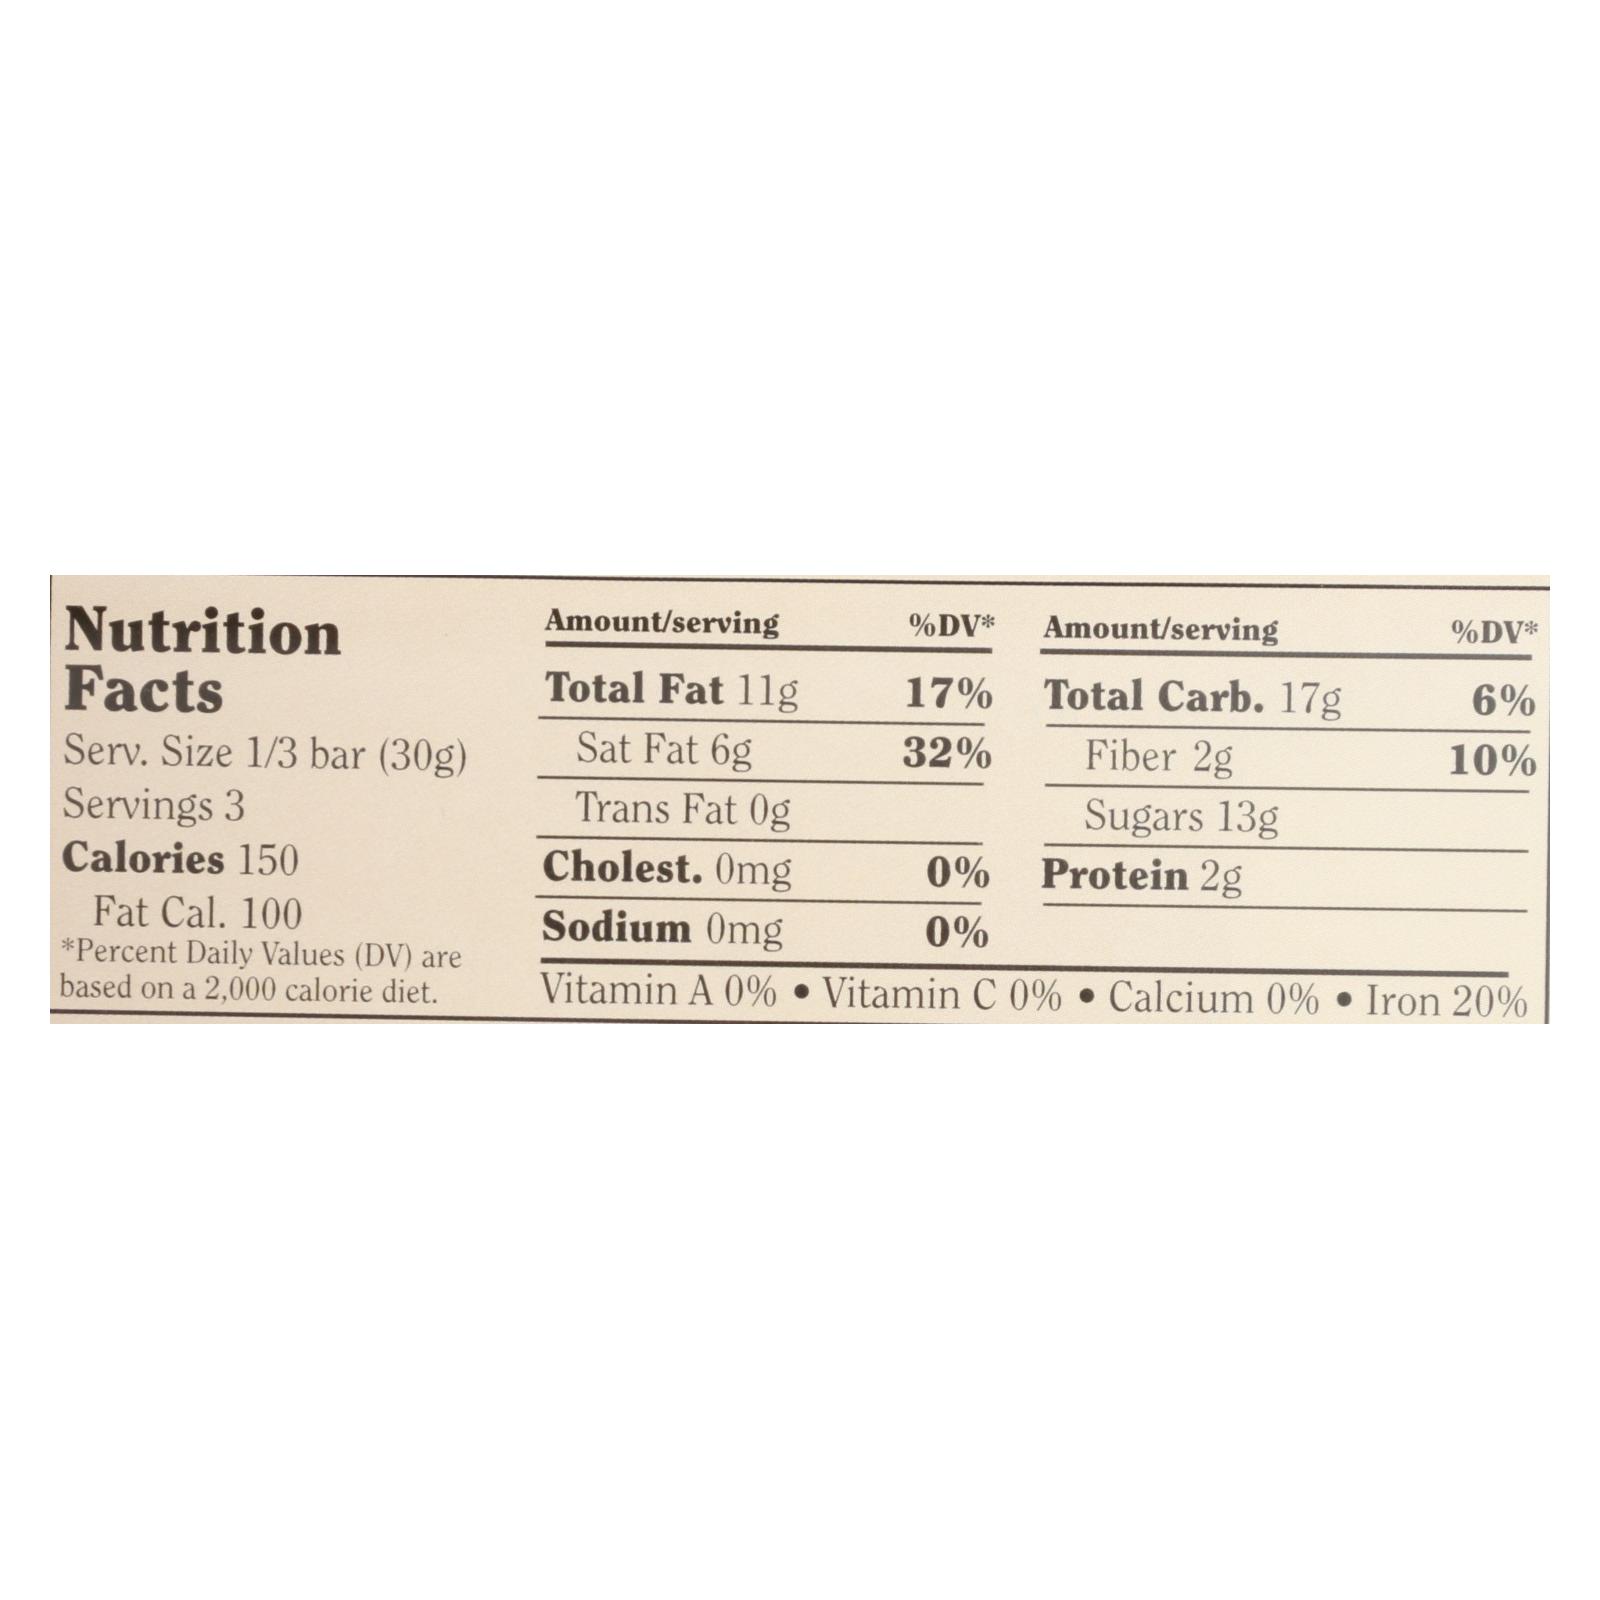 Nutrition
Facts
Serv. Size 1/3 bar (30g)
Servings 3
Calories 150
Fat Cal. 100
*Percent Daily Values (DV) are
based on a 2,000 calorie diet.
Amount/serving %DV*
Total Fat 11g 17%
Sat Fat 6g 32%
Trans Fat 0g
Cholest. 0mg 0%
Sodium 0mg 0%
Amount/serving %DV*
Total Carb. 17g 6%
Fiber 2g 10%
Sugars 13g
Protein 2g
Vitamin A 0% • Vitamin C 0% • Calcium 0% • Iron 20%